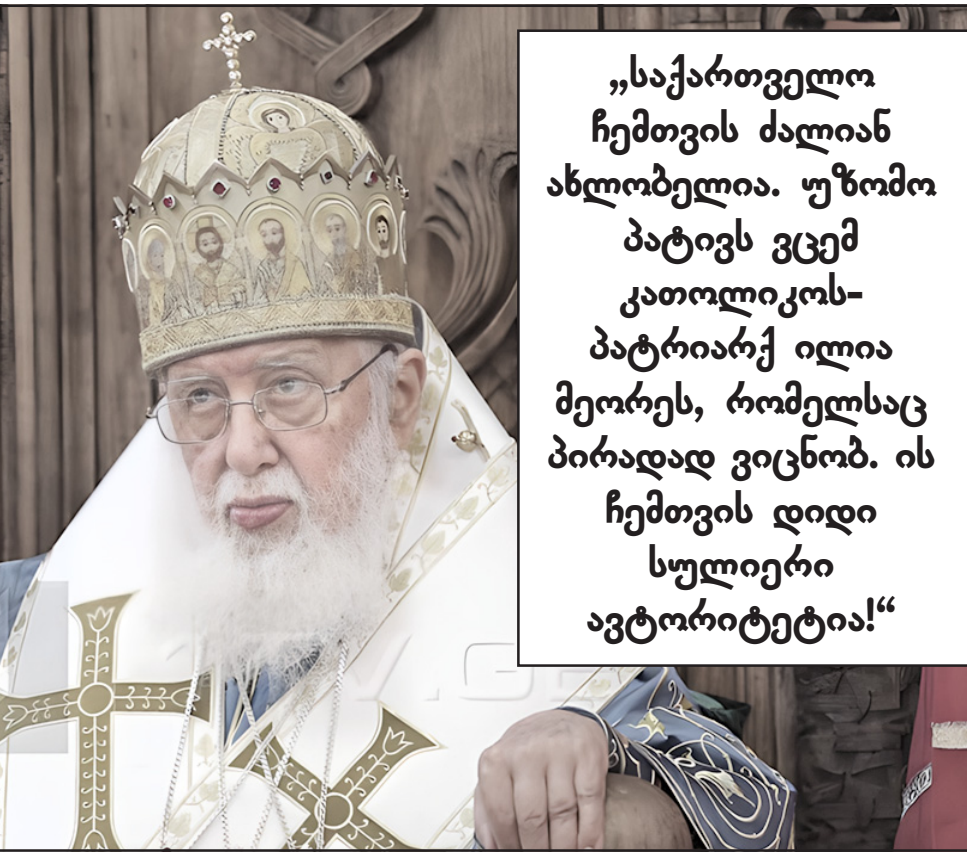 „საქართველო
ჩემთვის ძალიან
ახლობელია. უზომო
პატივს ვცემ
კათოლიკოს-
პატრიარქ ილია
მეორეს, რომელსაც
პირადად ვიცნობ. ის
ჩემთვის დიდი
სულიერი
ავტორიტეტია!“